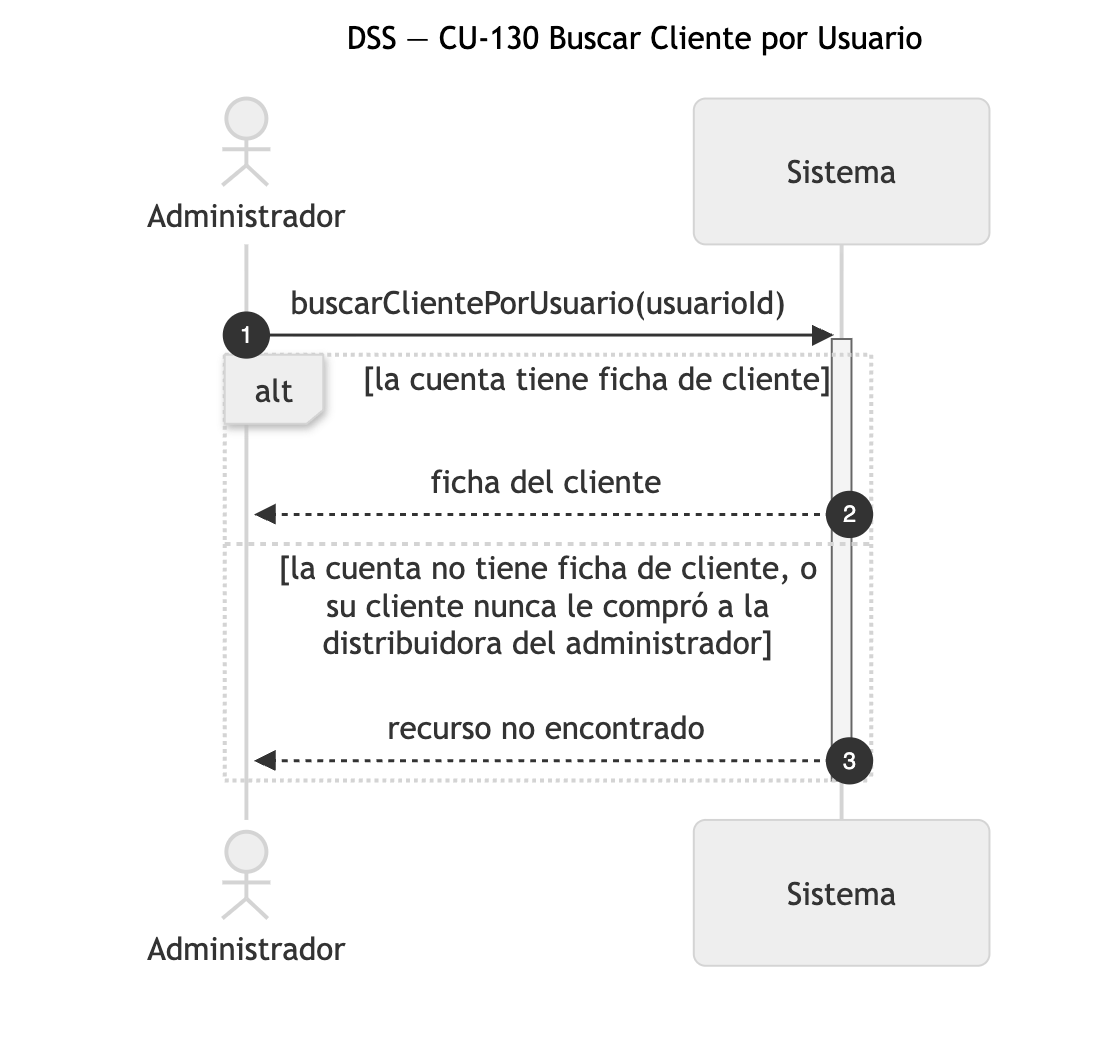 DSS — CU-130 Buscar Cliente por Usuario
Administrador
Sistema
buscarClientePorUsuario(usuarioId)
1
alt
[la cuenta tiene ficha de cliente]
ficha del cliente
2
[la cuenta no tiene ficha de cliente, o
su cliente nunca le compró a la
distribuidora del administrador]
recurso no encontrado
3
Administrador
Sistema